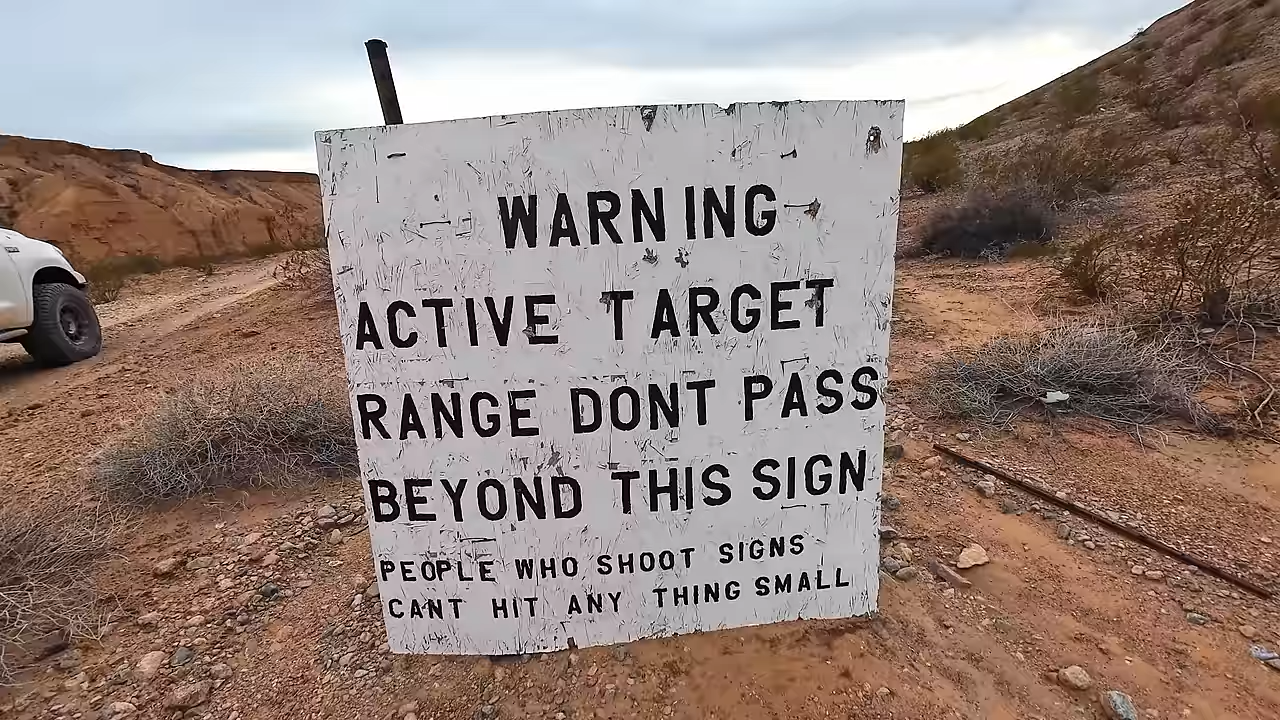 WARNING
ACTIVE TARGET
RANGE DONT PASS
BEYOND THIS SIGN
PEOPLE WHO SHOOT SIGNS
CANT HIT ANY THING SMALL